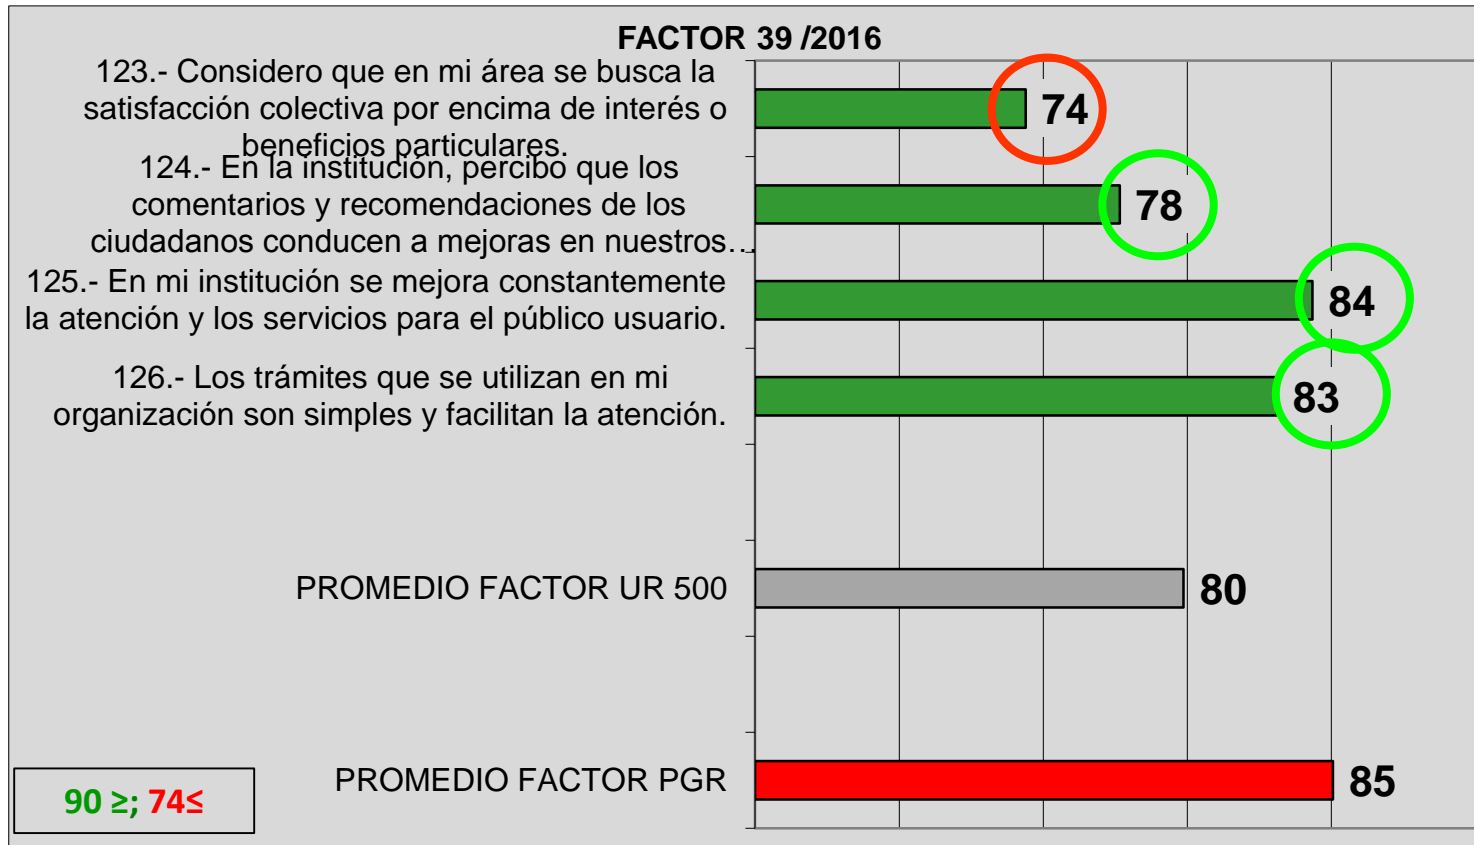 FACTOR 39 /2016
123.- Considero que en mi área se busca la
satisfacción colectiva por encima de interés o
beneficios particulares.
74
124.- En la institución, percibo que los
comentarios y recomendaciones de los
ciudadanos conducen a mejoras en nuestros…
78
125.- En mi institución se mejora constantemente
la atención y los servicios para el público usuario.
84
126.- Los trámites que se utilizan en mi
organización son simples y facilitan la atención.
83
PROMEDIO FACTOR UR 500
80
PROMEDIO FACTOR PGR
85
90 ≥; 74≤